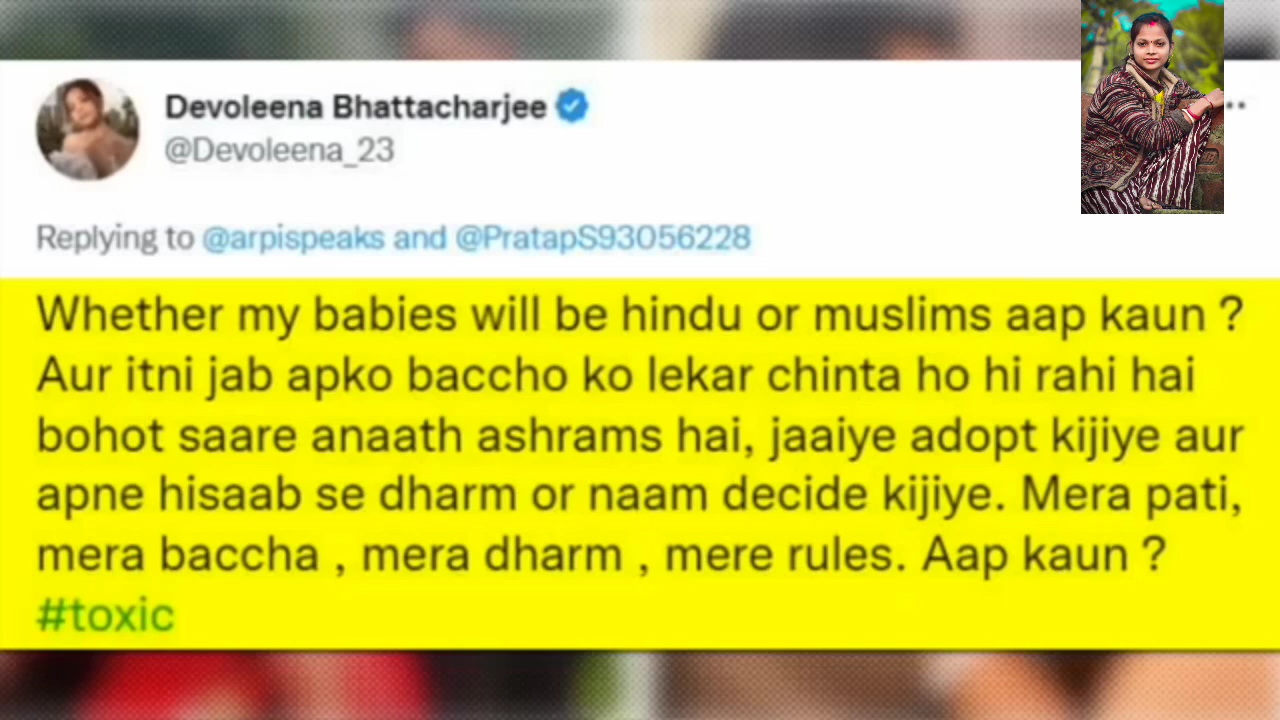 Devoleena Bhattacharjee
@Devoleena_23
Replying to @arpispeaks and @PratapS93056228
Whether my babies will be hindu or muslims aap kaun ?
Aur itni jab apko baccho ko lekar chinta ho hi rahi hai
bohot saare anaath ashrams hai, jaaiye adopt kijiye aur
apne hisaab se dharm or naam decide kijiye. Mera pati,
mera baccha , mera dharm , mere rules. Aap kaun ?
#toxic